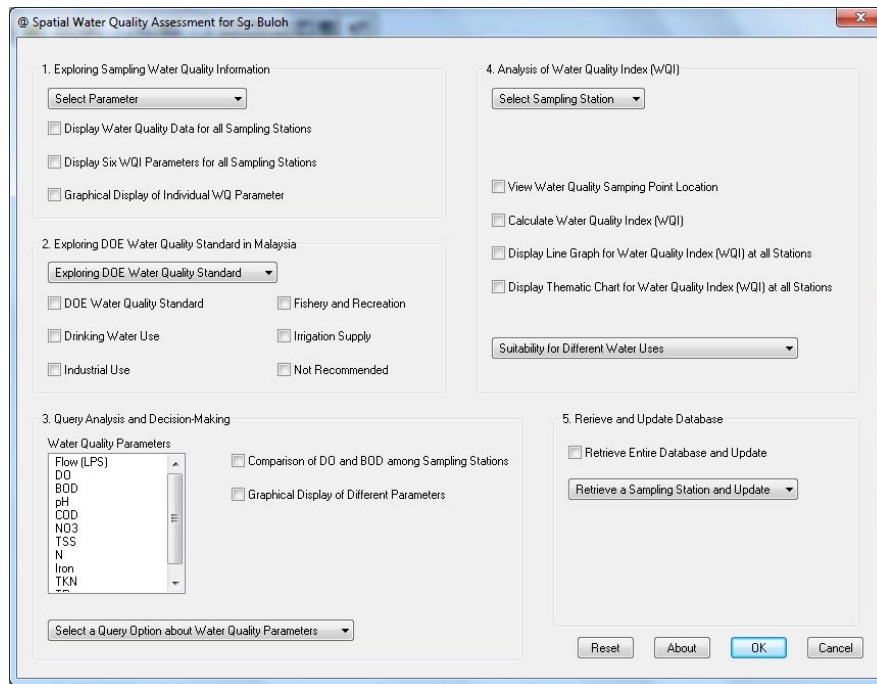 @ Spatial Water Quality Assessment for Sg. Buloh
1. Exploring Sampling Water Quality Information
Select Parameter
Display Water Quality Data for all Sampling Stations
Display Six WQI Parameters for all Sampling Stations
Graphical Display of Individual WQ Parameter
2. Exploring DOE Water Quality Standard in Malaysia
Exploring DOE Water Quality Standard
DOE Water Quality Standard
Fishery and Recreation
Drinking Water Use
Irrigation Supply
Industrial Use
Not Recommended
3. Query Analysis and Decision-Making
Water Quality Parameters
Flow (LPS)
DO
BOD
pH
COD
NO3
TSS
N
Iron
TKN
Comparison of DO and BOD among Sampling Stations
Graphical Display of Different Parameters
Select a Query Option about Water Quality Parameters
4. Analysis of Water Quality Index (WQI)
Select Sampling Station
View Water Quality Samping Point Location
Calculate Water Quality Index (WQI)
Display Line Graph for Water Quality Index (WQI) at all Stations
Display Thematic Chart for Water Quality Index (WQI) at all Stations
Suitability for Different Water Uses
5. Rerieve and Update Database
Retrieve Entire Database and Update
Retrieve a Sampling Station and Update
Reset
About
OK
Cancel